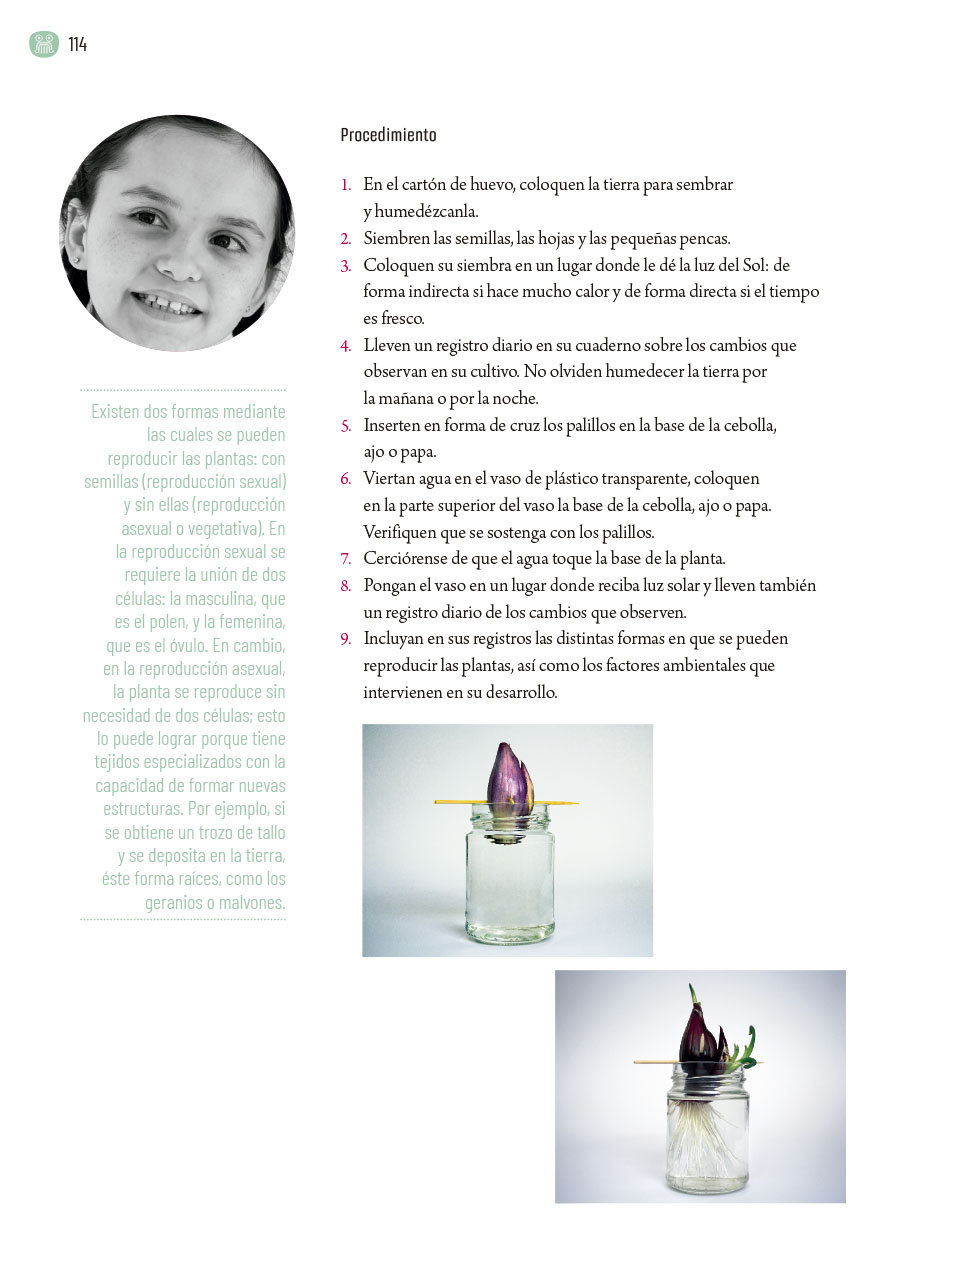 114
Procedimiento
1. En el cartón de huevo, coloquen la tierra para sembrar
y humedézcanla.
2. Siembren las semillas, las hojas y las pequeñas pencas.
3. Coloquen su siembra en un lugar donde le dé la luz del Sol: de
forma indirecta si hace mucho calor y de forma directa si el tiempo
es fresco.
4. Lleven un registro diario en su cuaderno sobre los cambios que
observan en su cultivo. No olviden humedecer la tierra por
la mañana o por la noche.
5. Inserten en forma de cruz los palillos en la base de la cebolla,
ajo o papa.
6. Viertan agua en el vaso de plástico transparente, coloquen
en la parte superior del vaso la base de la cebolla, ajo o papa.
Verifiquen que se sostenga con los palillos.
7. Cerciórense de que el agua toque la base de la planta.
8. Pongan el vaso en un lugar donde reciba luz solar y lleven también
un registro diario de los cambios que observen.
9. Incluyan en sus registros las distintas formas en que se pueden
reproducir las plantas, así como los factores ambientales que
intervienen en su desarrollo.
Existen dos formas mediante
las cuales se pueden
reproducir las plantas: con
semillas (reproducción sexual)
y sin ellas (reproducción
asexual o vegetativa). En
la reproducción sexual se
requiere la unión de dos
células: la masculina, que
es el polen, y la femenina,
que es el óvulo. En cambio,
en la reproducción asexual,
la planta se reproduce sin
necesidad de dos células; esto
lo puede lograr porque tiene
tejidos especializados con la
capacidad de formar nuevas
estructuras. Por ejemplo, si
se obtiene un trozo de tallo
y se deposita en la tierra,
éste forma raíces, como los
geranios o malvones.